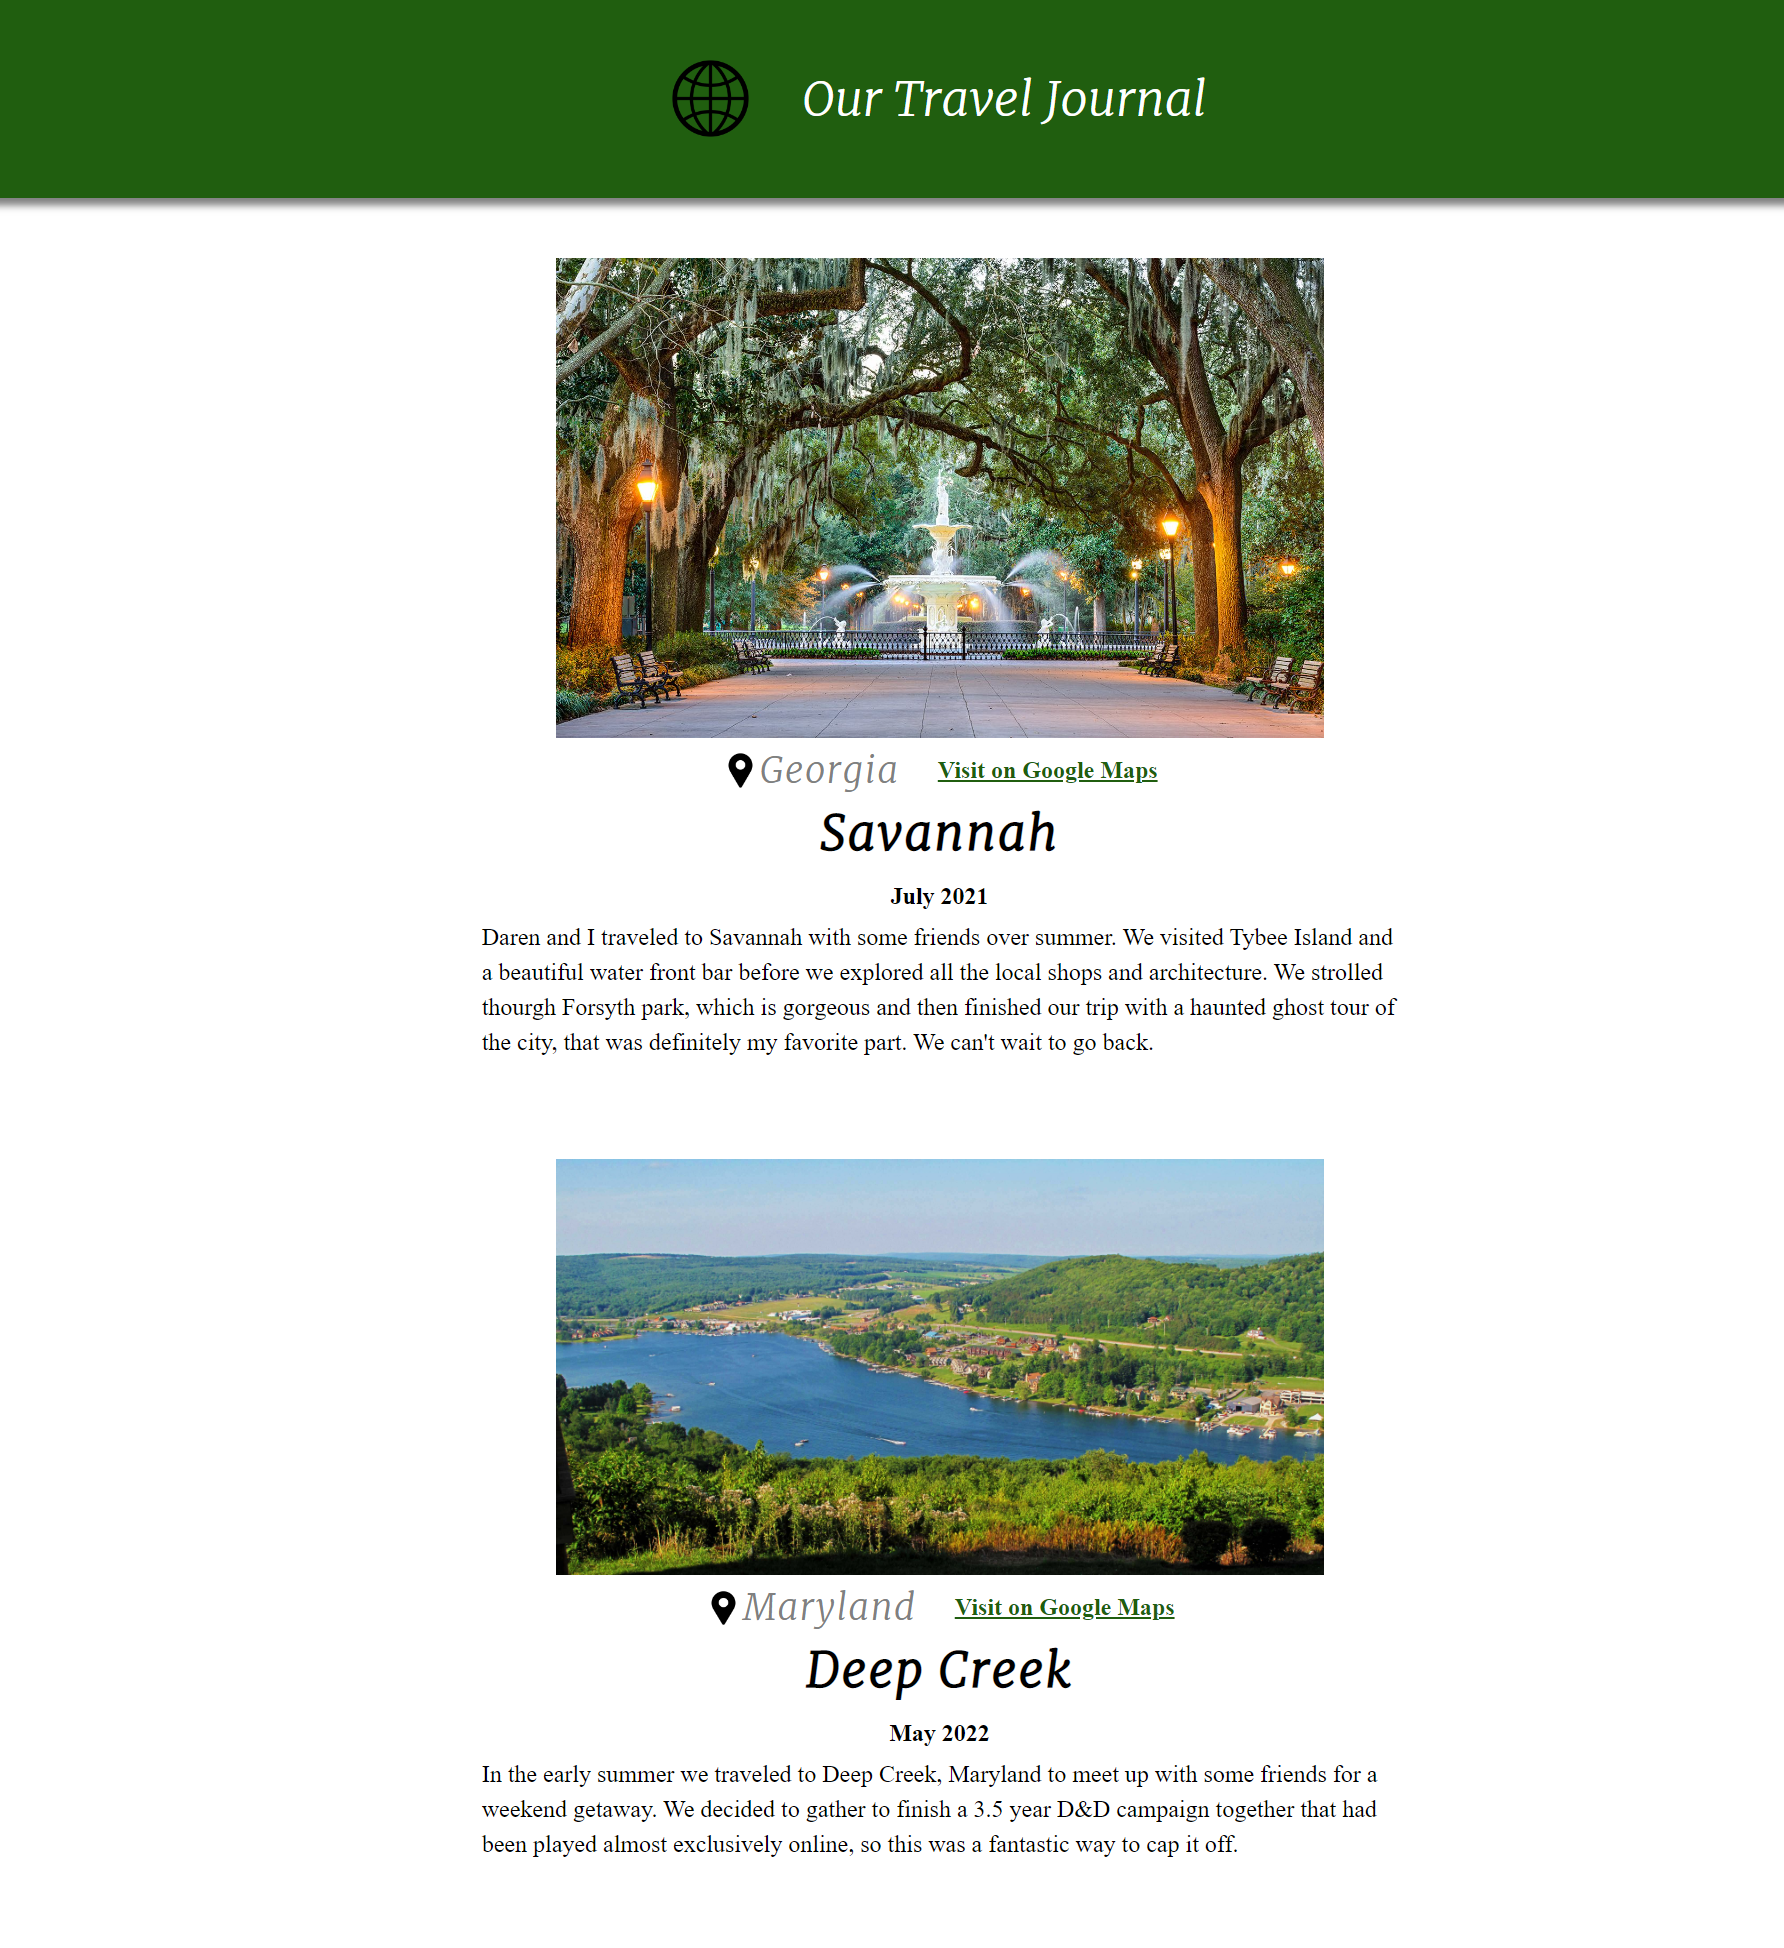 Our Travel Journal
Georgia Visit on Google Maps
Savannah
July 2021
Daren and I traveled to Savannah with some friends over summer. We visited Tybee Island and
a beautiful water front bar before we explored all the local shops and architecture. We strolled
thourgh Forsyth park, which is gorgeous and then finished our trip with a haunted ghost tour of
the city, that was definitely my favorite part. We can't wait to go back.
Maryland Visit on Google Maps
Deep Creek
May 2022
In the early summer we traveled to Deep Creek, Maryland to meet up with some friends for a
weekend getaway. We decided to gather to finish a 3.5 year D&D campaign together that had
been played almost exclusively online, so this was a fantastic way to cap it off.